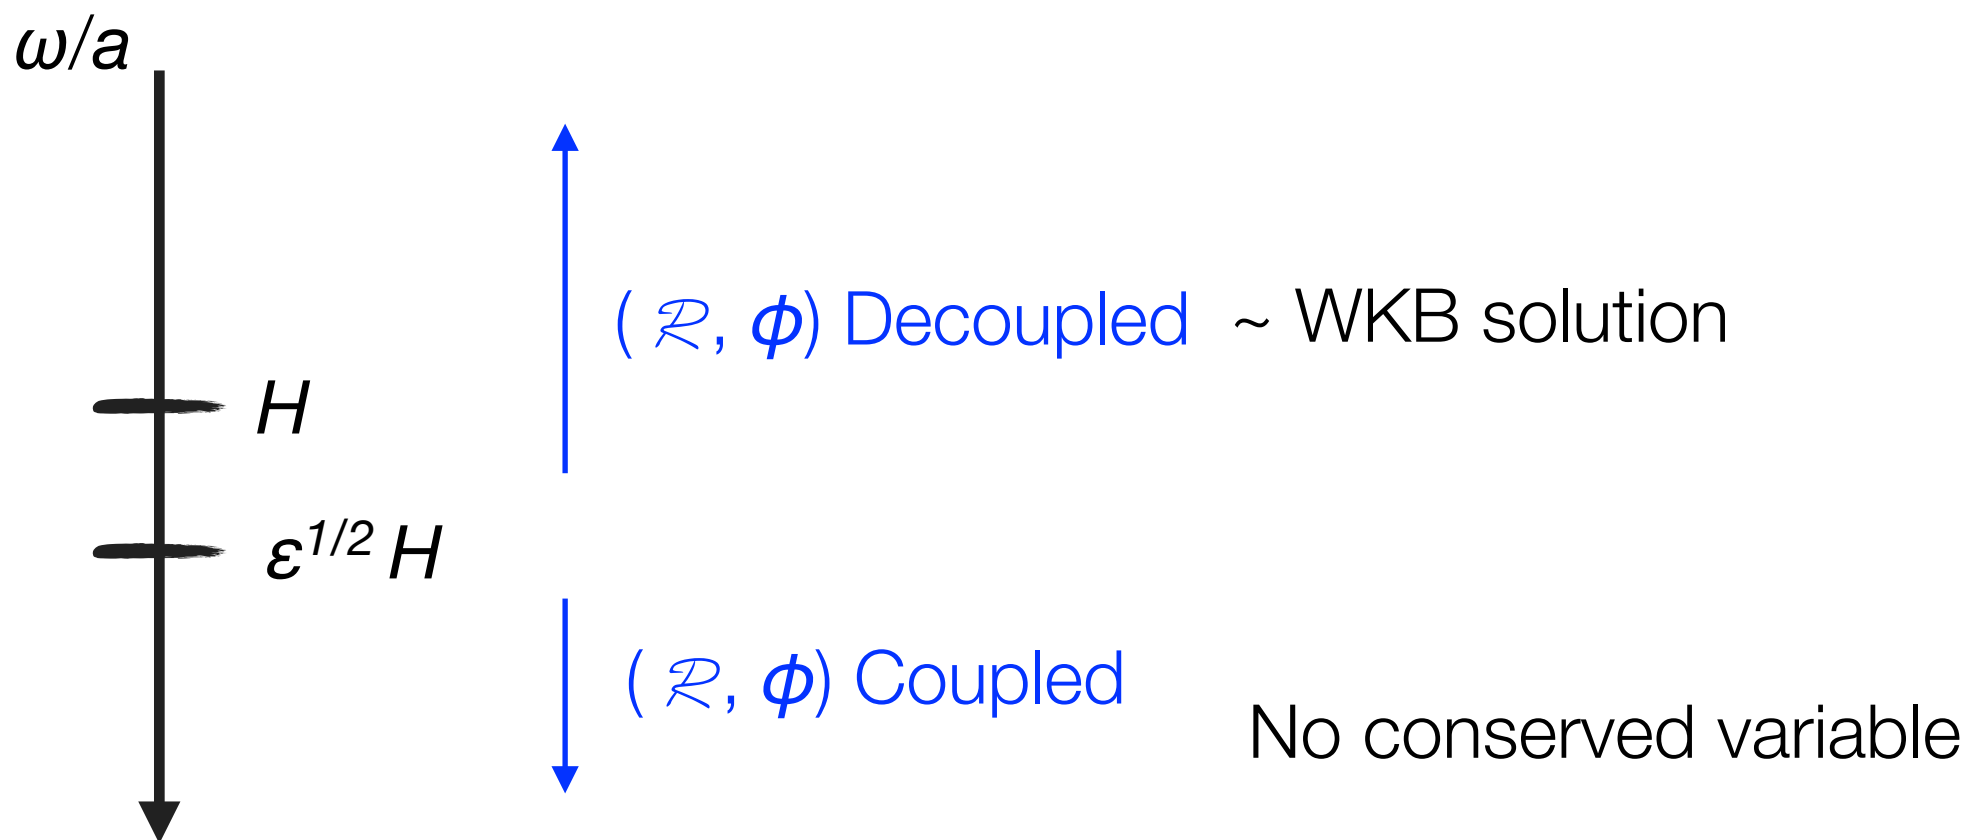 ω/a
( ℛ, ϕ) Decoupled ~ WKB solution
H
ε^{1/2} H
( ℛ, ϕ) Coupled
No conserved variable